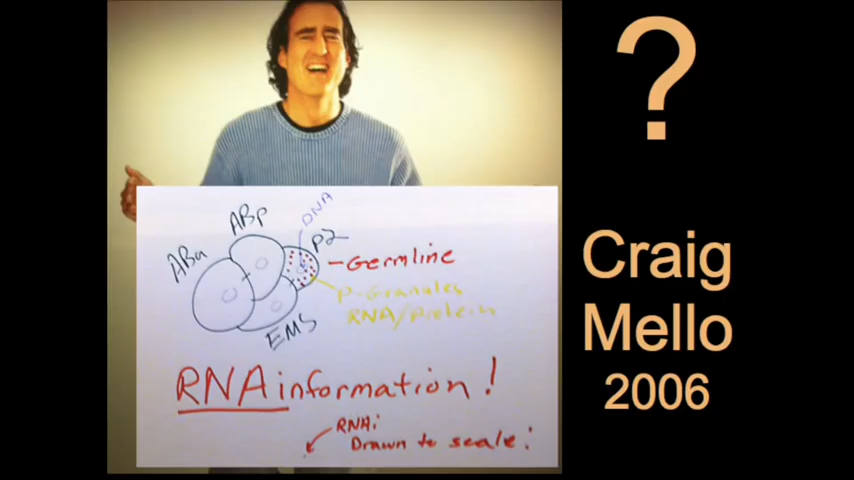 ?
Craig
Mello
2006
ABa
ABp
DNA
P2
-Germline
P-Granules
RNA/Protein
EMS
RNA information!
RNAi
Drawn to scale: